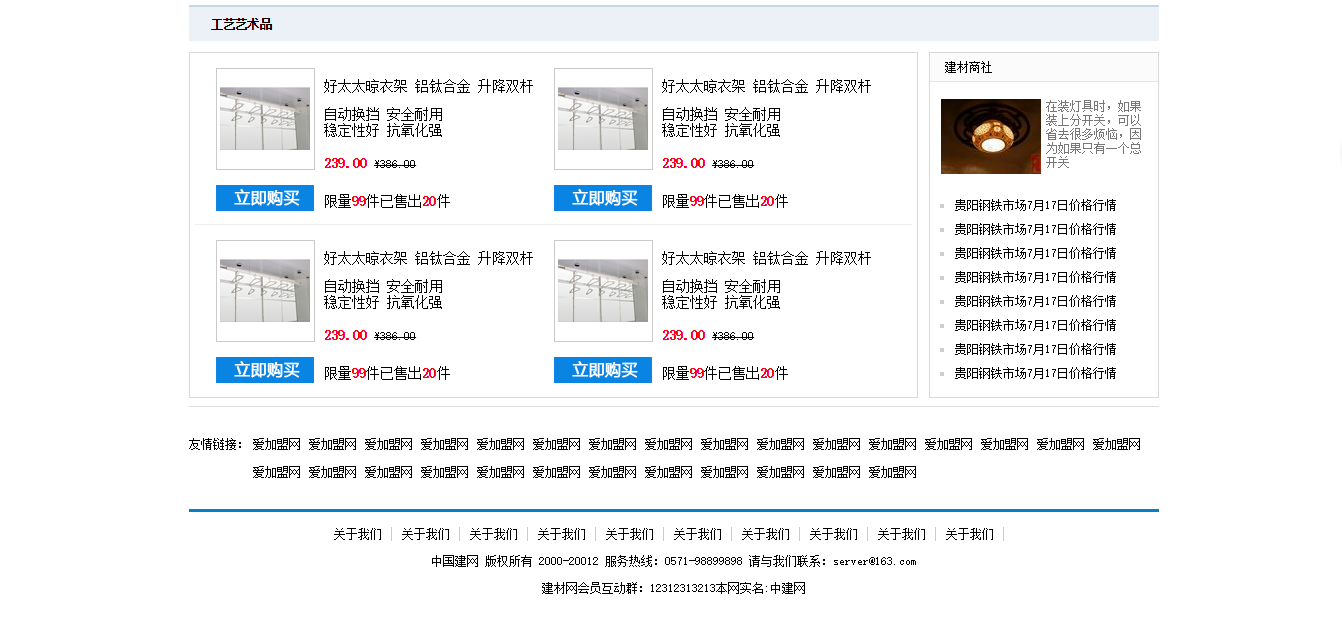 工艺艺术品
好太太晾衣架 铝钛合金 升降双杆
自动换挡 安全耐用
稳定性好 抗氧化强
239.00 ¥386.00
立即购买 限量99件已售出20件
好太太晾衣架 铝钛合金 升降双杆
自动换挡 安全耐用
稳定性好 抗氧化强
239.00 ¥386.00
立即购买 限量99件已售出20件
好太太晾衣架 铝钛合金 升降双杆
自动换挡 安全耐用
稳定性好 抗氧化强
239.00 ¥386.00
立即购买 限量99件已售出20件
好太太晾衣架 铝钛合金 升降双杆
自动换挡 安全耐用
稳定性好 抗氧化强
239.00 ¥386.00
立即购买 限量99件已售出20件
建材商社
在装灯具时，如果
装上分开关，可以
省去很多烦恼，因
为如果只有一个总
开关
贵阳钢铁市场7月17日价格行情
贵阳钢铁市场7月17日价格行情
贵阳钢铁市场7月17日价格行情
贵阳钢铁市场7月17日价格行情
贵阳钢铁市场7月17日价格行情
贵阳钢铁市场7月17日价格行情
贵阳钢铁市场7月17日价格行情
贵阳钢铁市场7月17日价格行情
友情链接： 爱加盟网 爱加盟网 爱加盟网 爱加盟网 爱加盟网 爱加盟网 爱加盟网 爱加盟网 爱加盟网 爱加盟网 爱加盟网 爱加盟网 爱加盟网 爱加盟网 爱加盟网 爱加盟网
爱加盟网 爱加盟网 爱加盟网 爱加盟网 爱加盟网 爱加盟网 爱加盟网 爱加盟网 爱加盟网 爱加盟网 爱加盟网 爱加盟网
关于我们 关于我们 关于我们 关于我们 关于我们 关于我们 关于我们 关于我们 关于我们 关于我们
中国建网 版权所有 2000-20012 服务热线：0571-98899898 请与我们联系：server@163.com
建材网会员互动群：12312313213本网实名:中建网